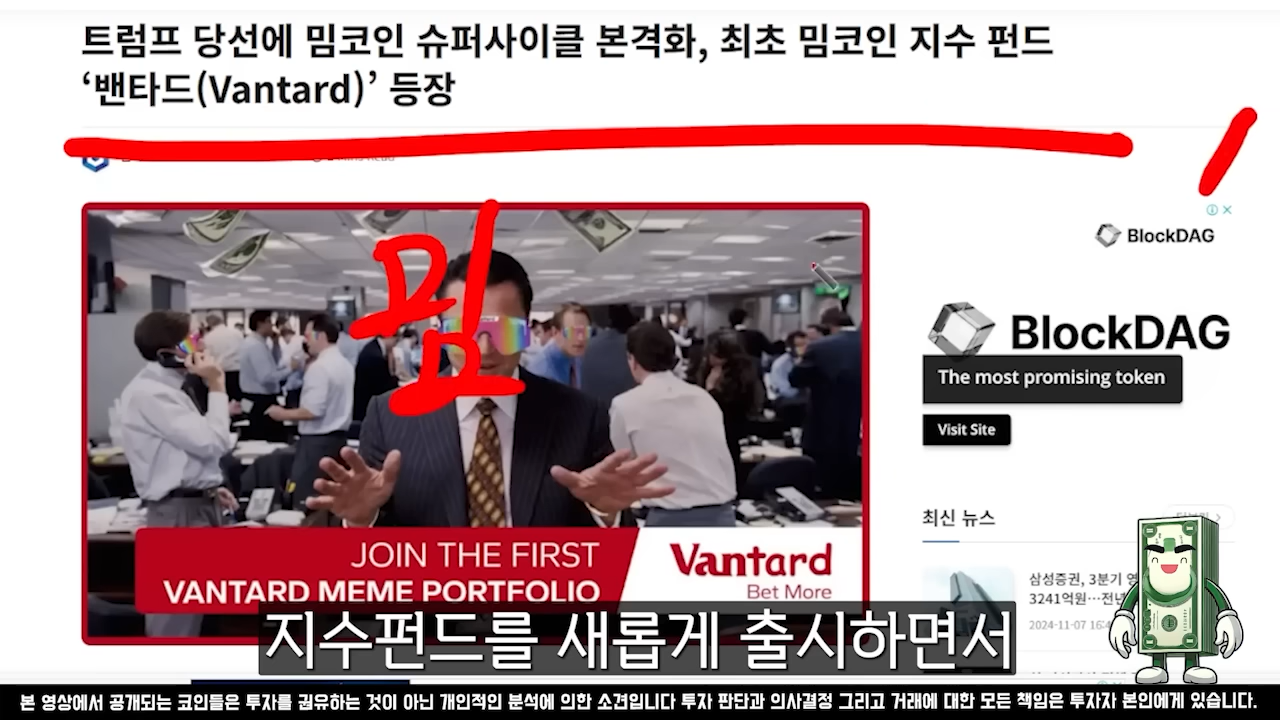 트럼프 당선에 밈코인 슈퍼사이클 본격화, 최초 밈코인 지수 펀드
‘밴타드(Vantard)’ 등장
밈
BlockDAG
BlockDAG
The most promising token
Visit Site
JOIN THE FIRST
VANTARD MEME PORTFOLIO
Vantard
Bet More
최신 뉴스
삼성증권, 3분기
3241억원…전년
2024-11-07
지수펀드를 새롭게 출시하면서
본 영상에서 공개되는 코인들은 투자를 권유하는 것이 아닌 개인적인 분석에 의한 소견입니다 투자 판단과 의사결정 그리고 거래에 대한 모든 책임은 투자자 본인에게 있습니다.